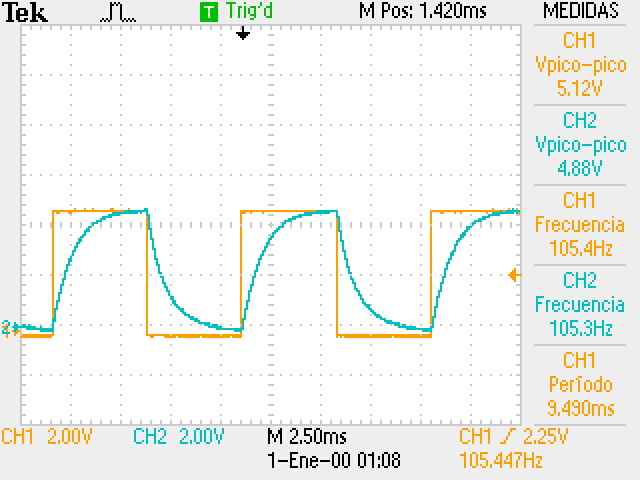 Tek T Trig'd M Pos: 1.420ms MEDIDAS
CH1
Vpico-pico
5.12V
CH2
Vpico-pico
4.88V
CH1
Frecuencia
105.4Hz
CH2
Frecuencia
105.3Hz
CH1
Período
9.490ms
2
CH1 2.00V CH2 2.00V M 2.50ms CH1 2.25V
1-Ene-00 01:08 105.447Hz